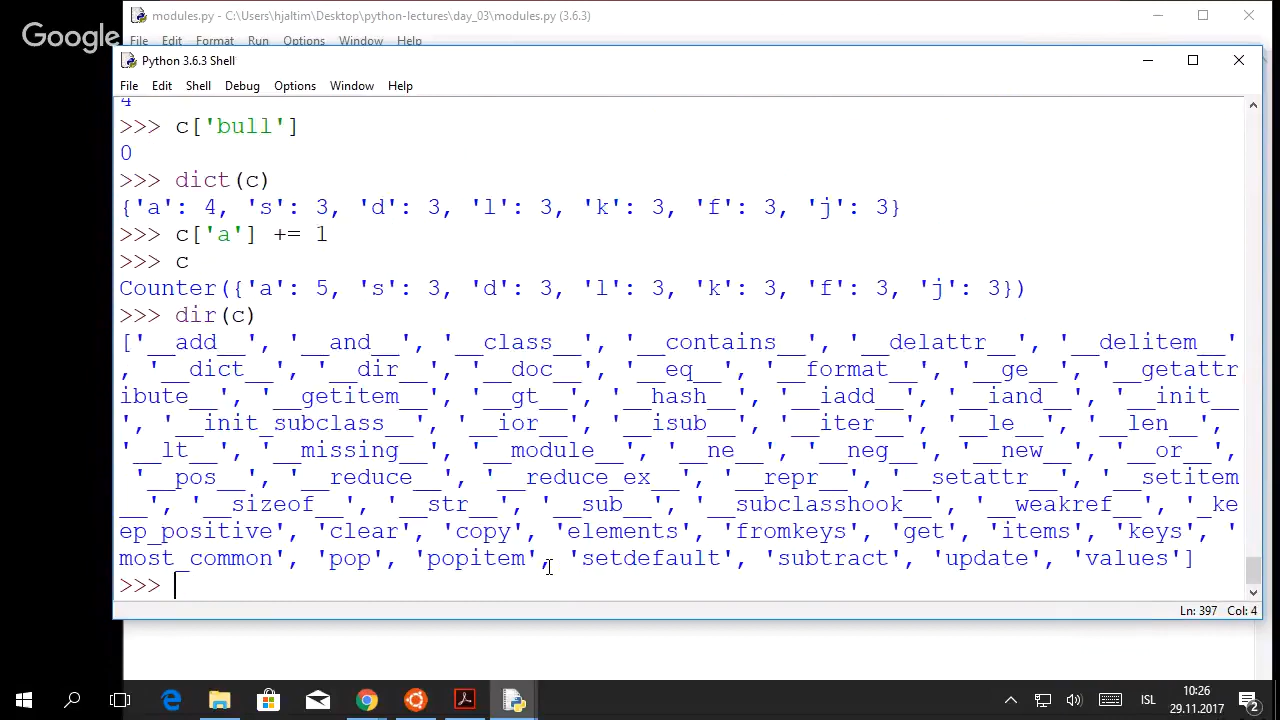 modules.py - C:\Users\hjaltim\Desktop\python-lectures\day_03\modules.py (3.6.3)
Google
File Edit Format Run Options Window Help
Python 3.6.3 Shell
File Edit Shell Debug Options Window Help
4
>>> c['bull']
0
>>> dict(c)
{'a': 4, 's': 3, 'd': 3, 'l': 3, 'k': 3, 'f': 3, 'j': 3}
>>> c['a'] += 1
>>> c
Counter({'a': 5, 's': 3, 'd': 3, 'l': 3, 'k': 3, 'f': 3, 'j': 3})
>>> dir(c)
['__add__', '__and__', '__class__', '__contains__', '__delattr__', '__delitem__'
, '__dict__', '__dir__', '__doc__', '__eq__', '__format__', '__ge__', '__getattr
ibute__', '__getitem__', '__gt__', '__hash__', '__iadd__', '__iand__', '__init__
', '__init_subclass__', '__ior__', '__isub__', '__iter__', '__le__', '__len__',
'__lt__', '__missing__', '__module__', '__ne__', '__neg__', '__new__', '__or__',
'__pos__', '__reduce__', '__reduce_ex__', '__repr__', '__setattr__', '__setitem
__', '__sizeof__', '__str__', '__sub__', '__subclasshook__', '__weakref__', '_ke
ep_positive', 'clear', 'copy', 'elements', 'fromkeys', 'get', 'items', 'keys', '
most_common', 'pop', 'popitem', 'setdefault', 'subtract', 'update', 'values']
>>>
Ln: 397 Col: 4
ISL
10:26
29.11.2017
2